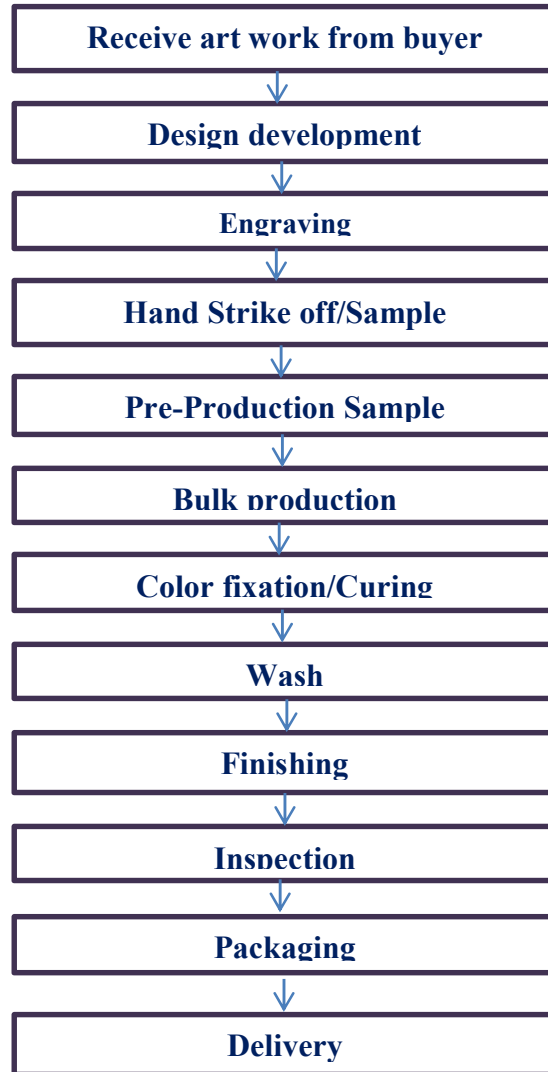 Receive art work from buyer
Design development
Engraving
Hand Strike off/Sample
Pre-Production Sample
Bulk production
Color fixation/Curing
Wash
Finishing
Inspection
Packaging
Delivery